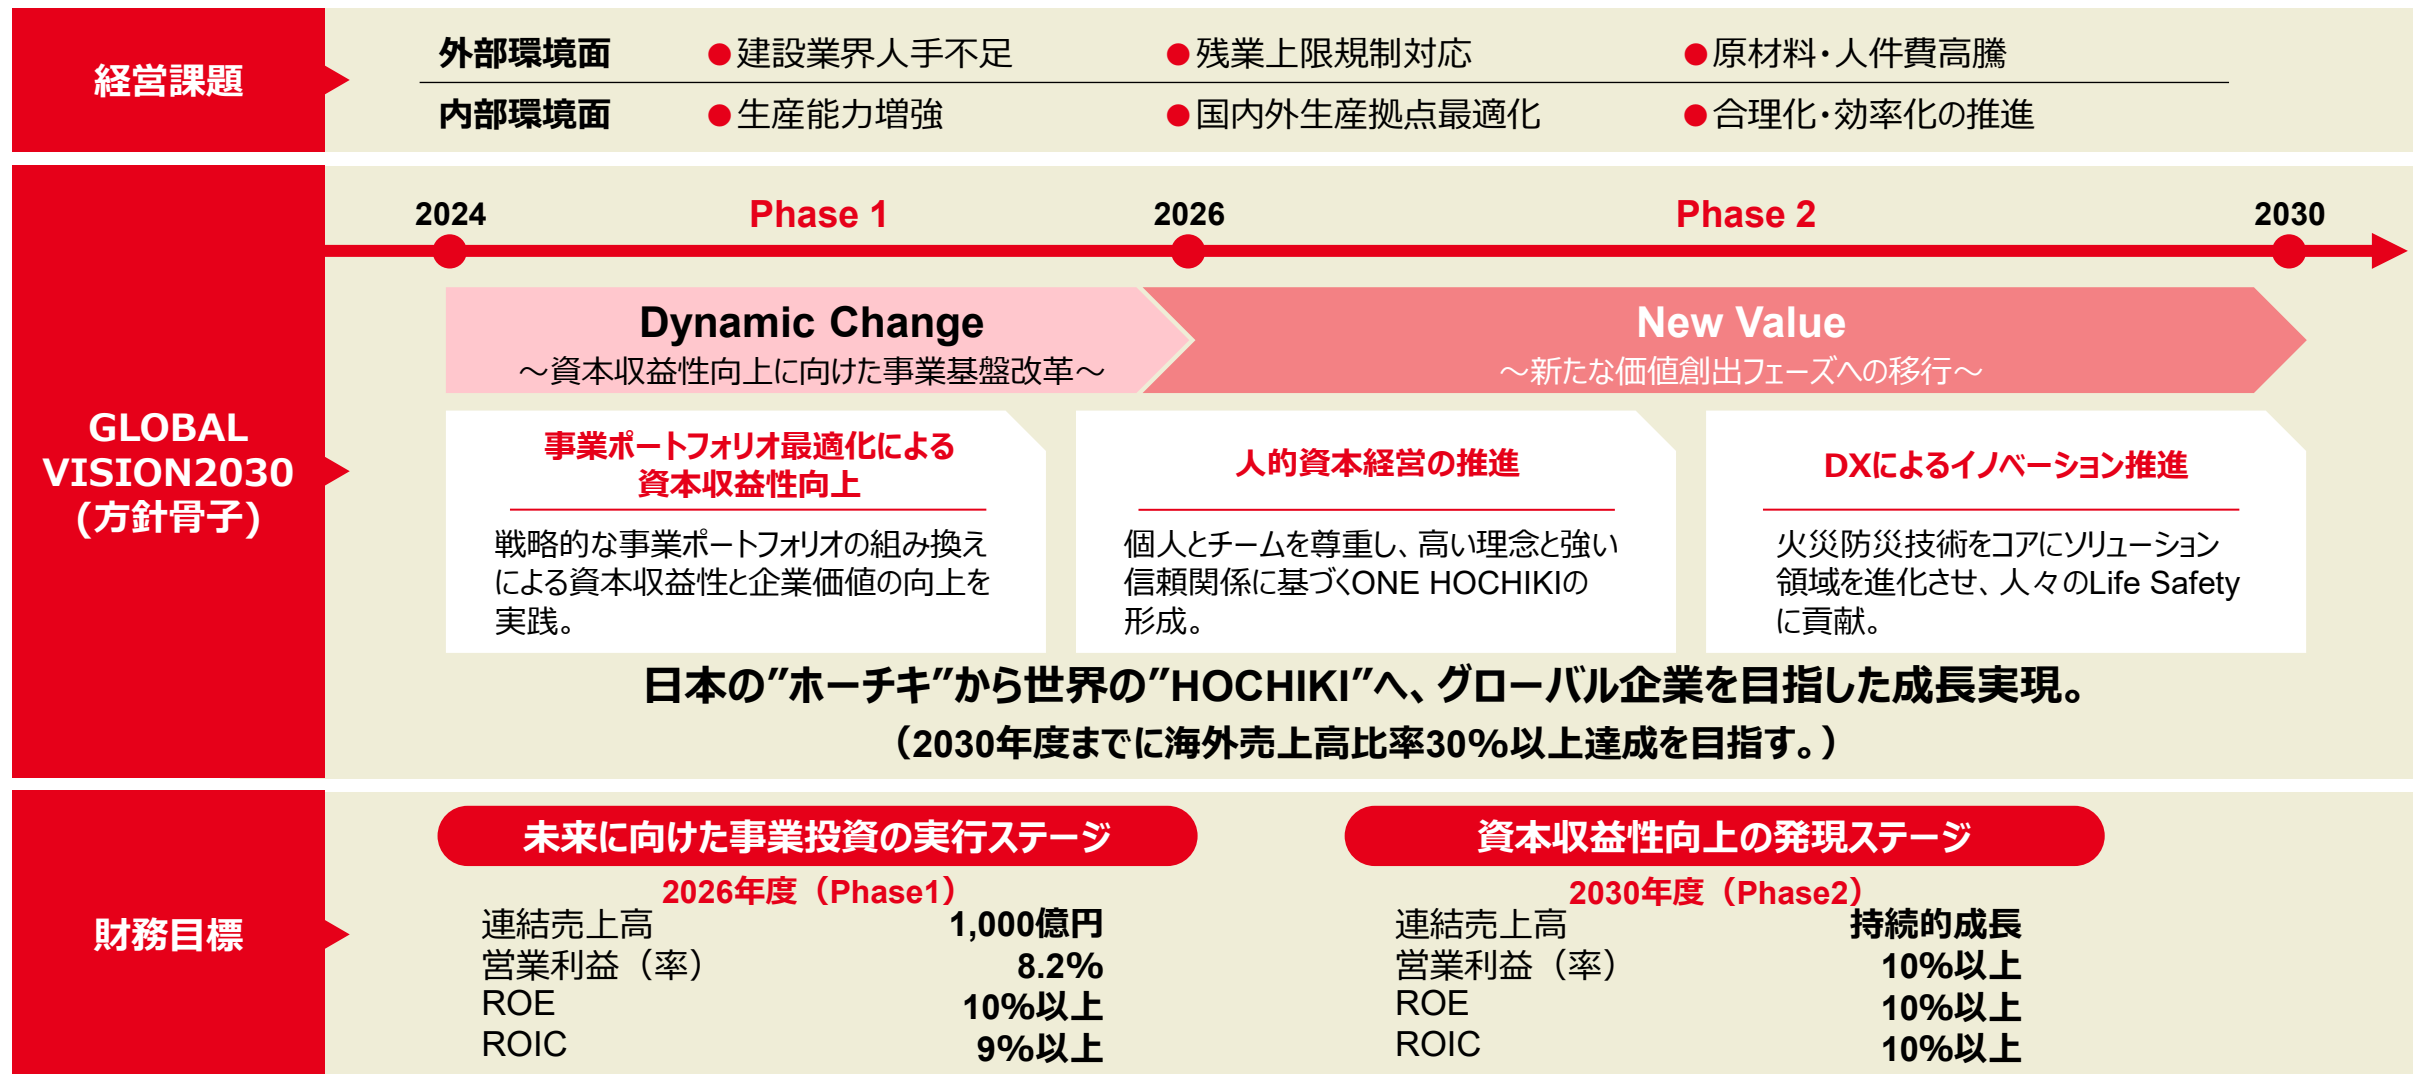 経営課題
外部環境面 ●建設業界人手不足 ●残業上限規制対応 ●原材料・人件費高騰
内部環境面 ●生産能力増強 ●国内外生産拠点最適化 ●合理化・効率化の推進
GLOBAL
VISION2030
(方針骨子)
2024 Phase 1 2026 Phase 2 2030
Dynamic Change
～資本収益性向上に向けた事業基盤改革～
New Value
～新たな価値創出フェーズへの移行～
事業ポートフォリオ最適化による
資本収益性向上
戦略的な事業ポートフォリオの組み換え
による資本収益性と企業価値の向上を
実践。
人的資本経営の推進
個人とチームを尊重し、高い理念と強い
信頼関係に基づくONE HOCHIKIの
形成。
DXによるイノベーション推進
火災防災技術をコアにソリューション
領域を進化させ、人々のLife Safety
に貢献。
日本の”ホーチキ”から世界の”HOCHIKI”へ、グローバル企業を目指した成長実現。
（2030年度までに海外売上高比率30%以上達成を目指す。）
財務目標
未来に向けた事業投資の実行ステージ
2026年度（Phase1）
連結売上高 1,000億円
営業利益（率） 8.2%
ROE 10%以上
ROIC 9%以上
資本収益性向上の発現ステージ
2030年度（Phase2）
連結売上高 持続的成長
営業利益（率） 10%以上
ROE 10%以上
ROIC 10%以上